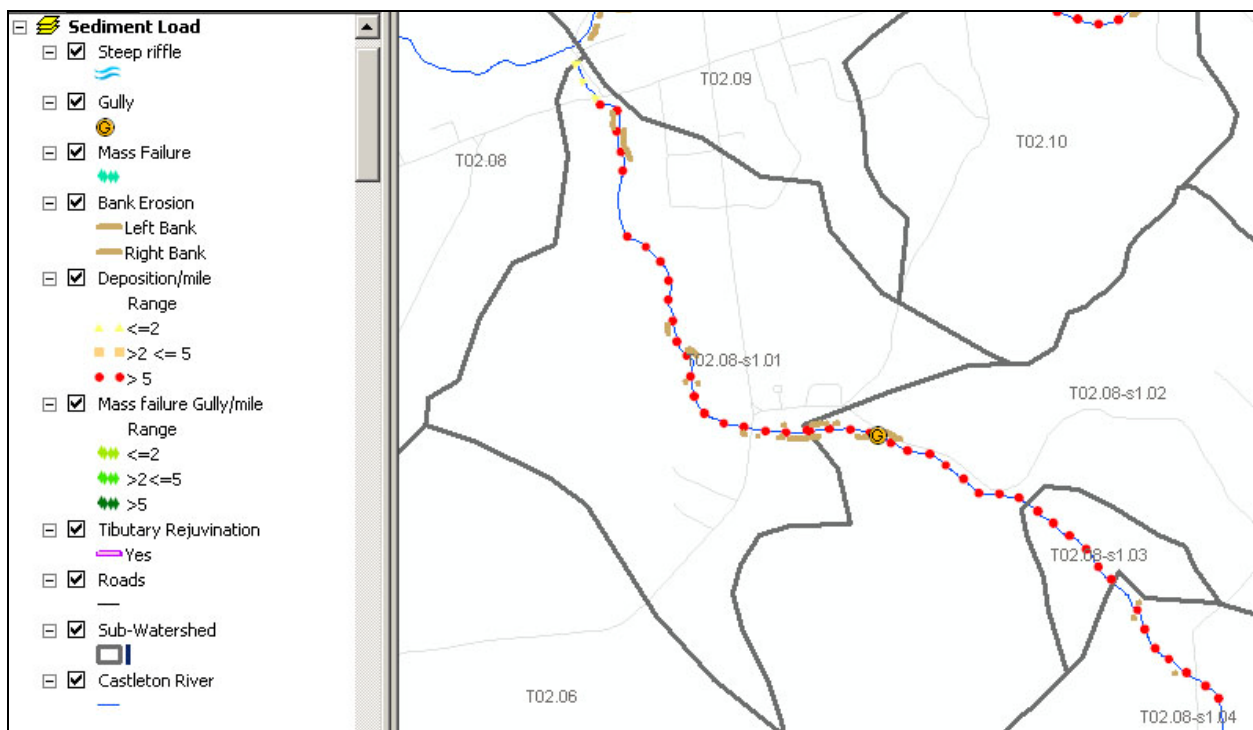 Sediment Load
Steep riffle
Gully
G
Mass Failure
Bank Erosion
Left Bank
Right Bank
Deposition/mile
Range
<=2
>2 <= 5
> 5
Mass failure Gully/mile
Range
<=2
>2<=5
>5
Tibutary Rejuvination
Yes
Roads
Sub-Watershed
Castleton River
T02.09
T02.08
T02.10
T02.08-s1.01
T02.08-s1.02
G
T02.08-s1.03
T02.06
T02.08-s1.04